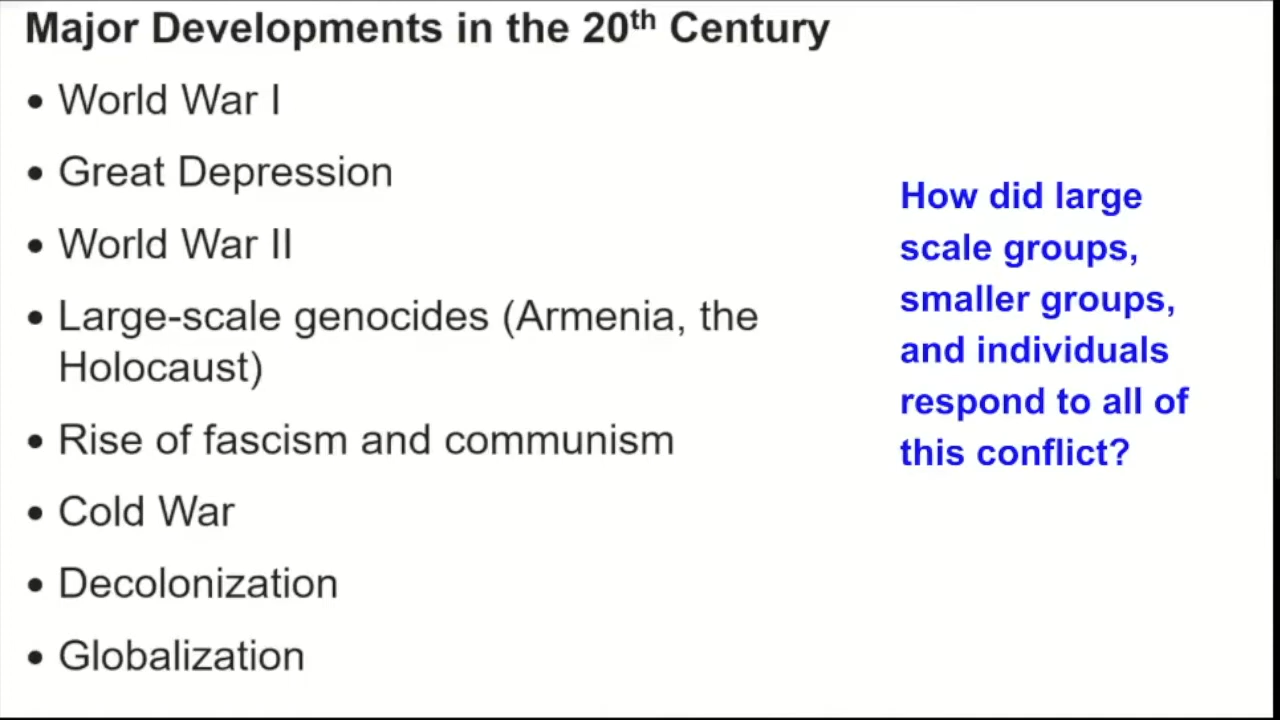 Major Developments in the 20th Century
• World War I
• Great Depression
• World War II
• Large-scale genocides (Armenia, the
Holocaust)
• Rise of fascism and communism
• Cold War
• Decolonization
• Globalization
How did large
scale groups,
smaller groups,
and individuals
respond to all of
this conflict?